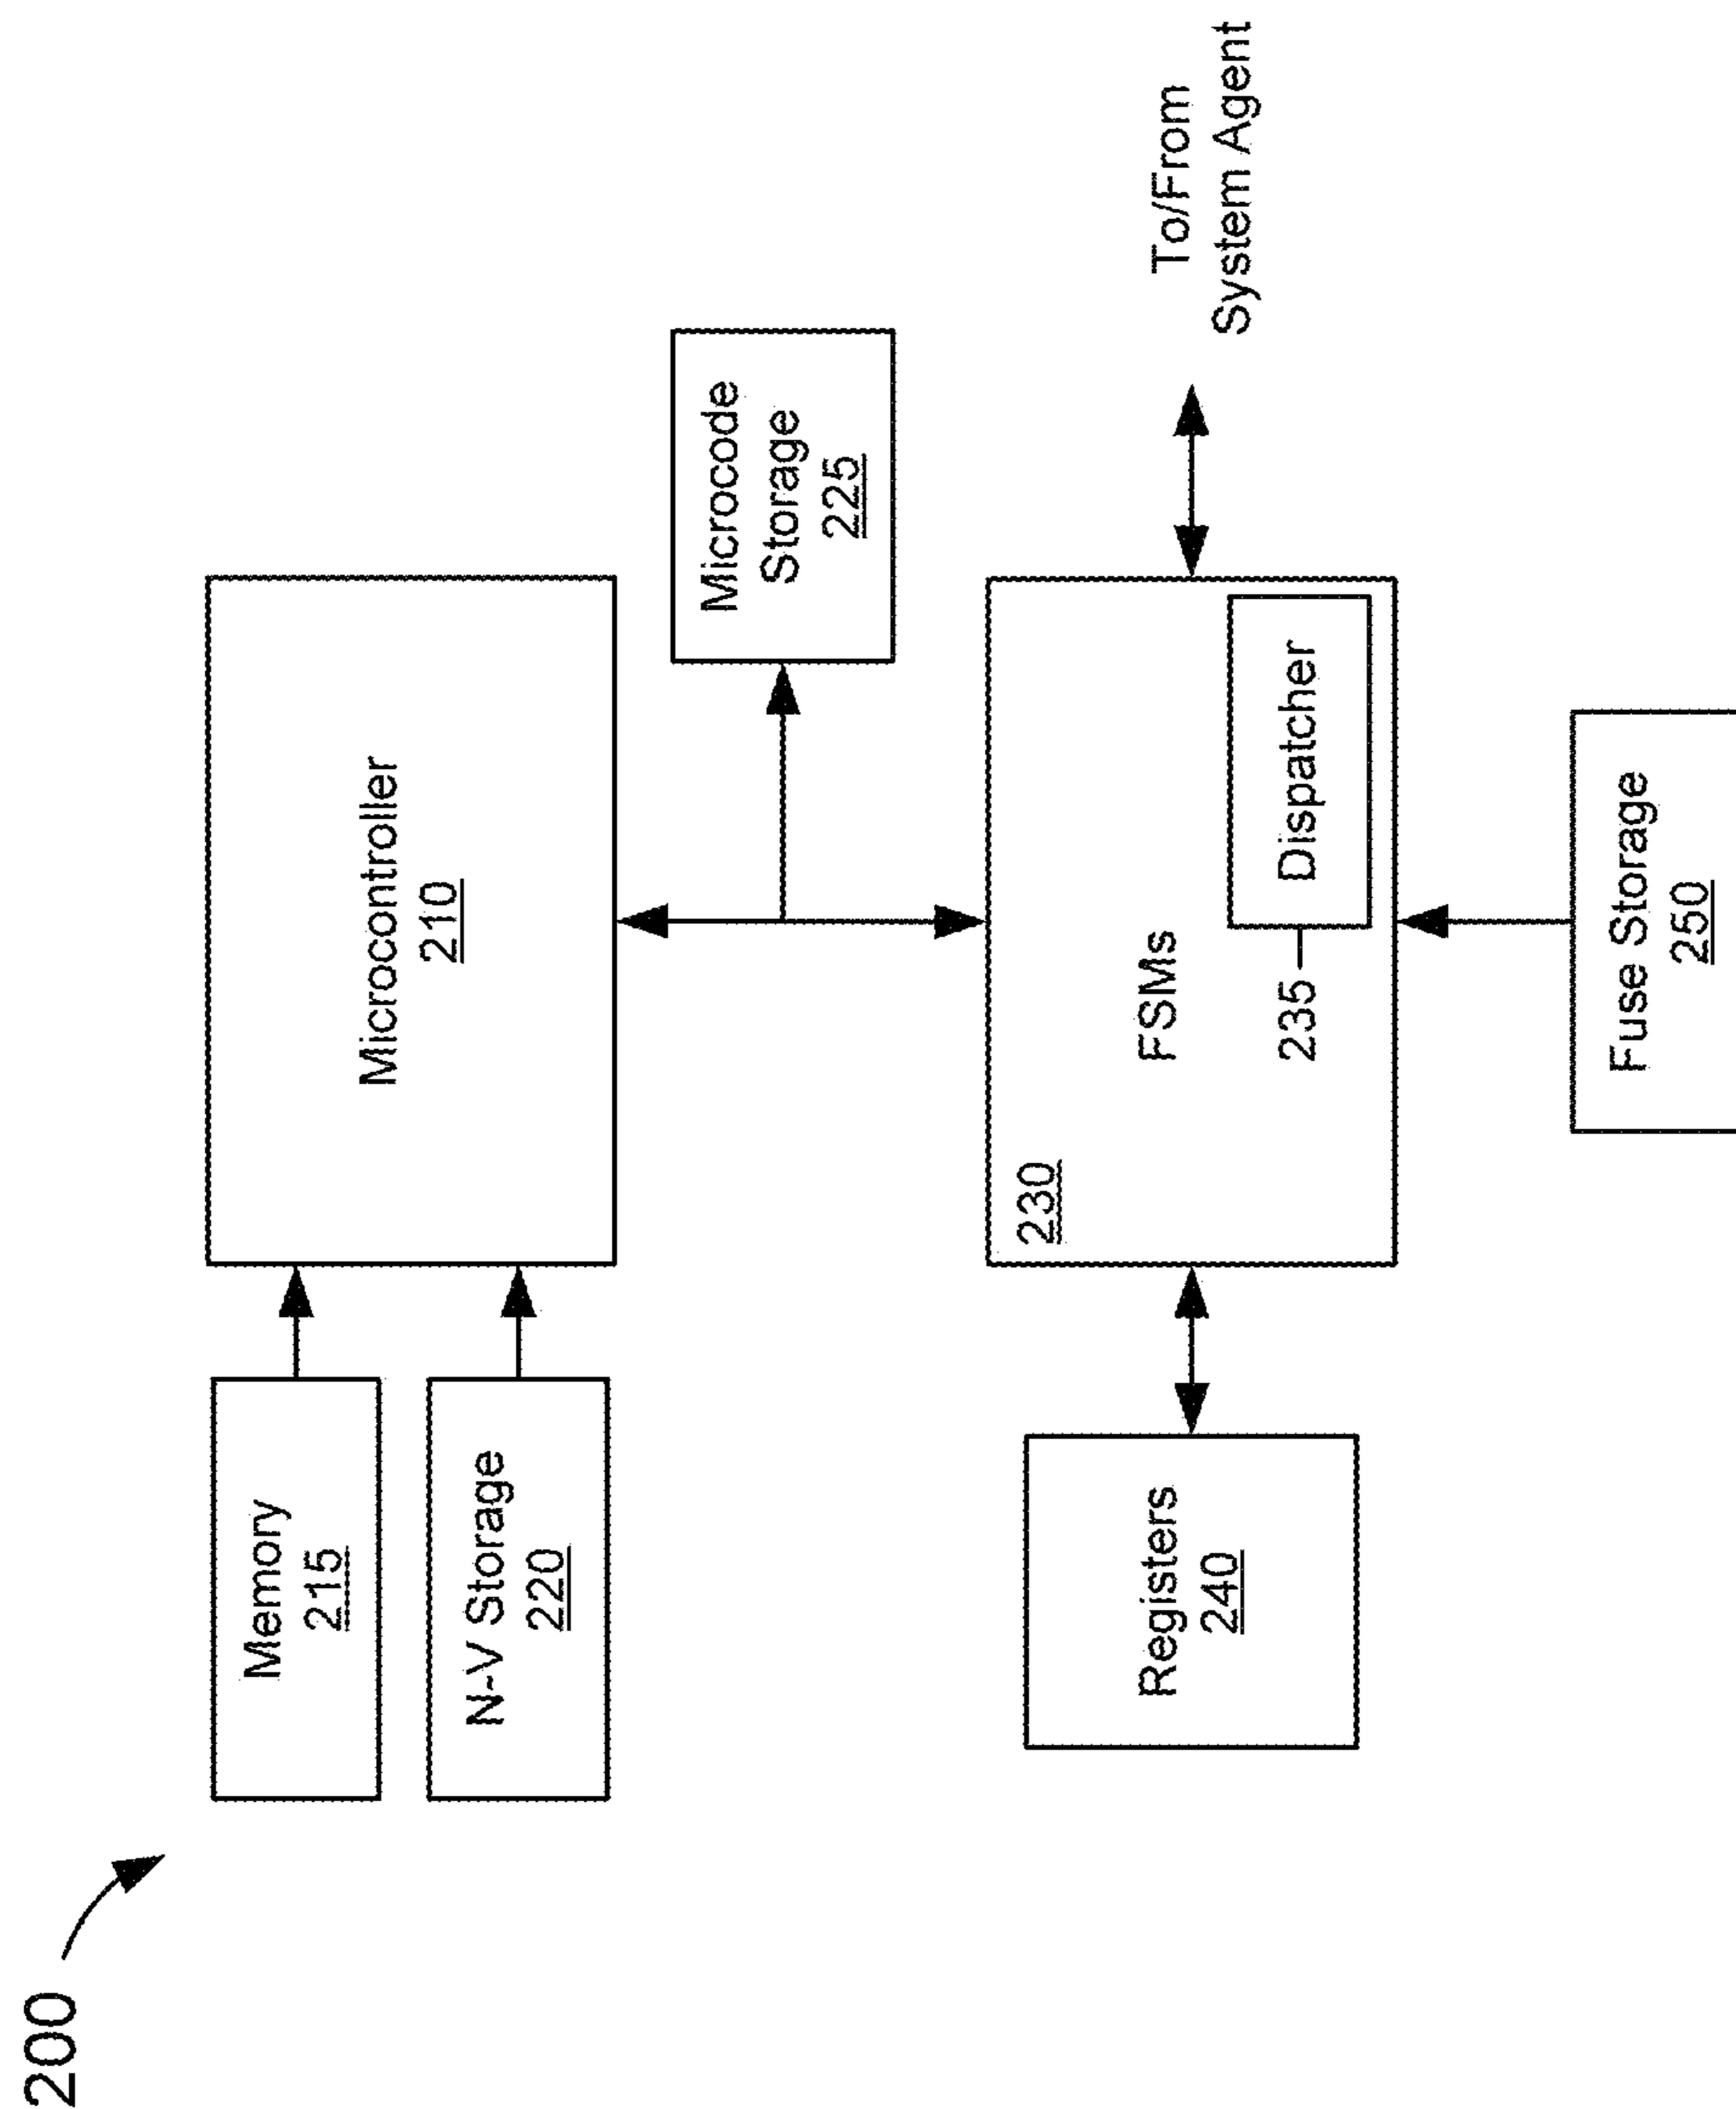 200
Memory
215
N-V Storage
220
Microcontroller
210
Microcode
Storage
225
230
FSMs
235
Dispatcher
To/From
System Agent
Registers
240
Fuse Storage
250